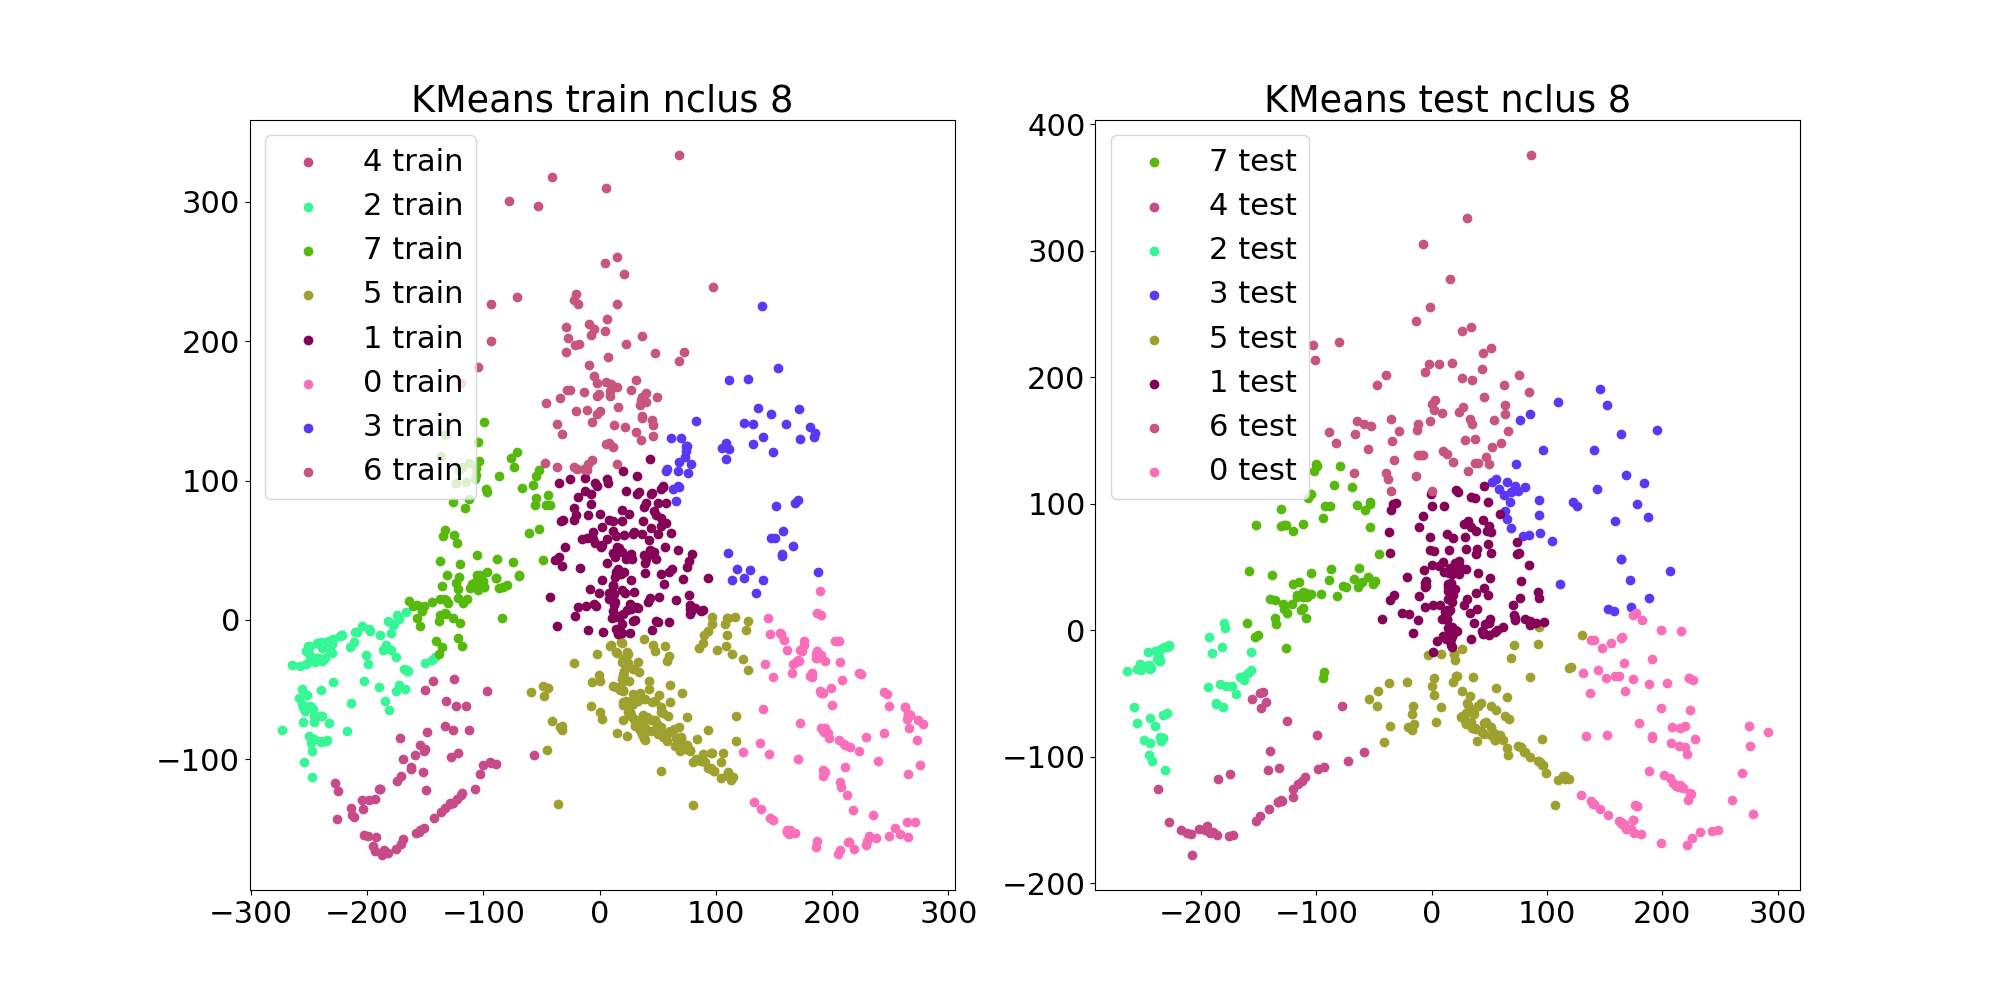 KMeans train nclus 8
4 train
2 train
7 train
5 train
1 train
0 train
3 train
6 train
300
200
100
0
−100
−300 −200 −100 0 100 200 300
KMeans test nclus 8
7 test
4 test
2 test
3 test
5 test
1 test
6 test
0 test
400
300
200
100
0
−100
−200
−200 −100 0 100 200 300